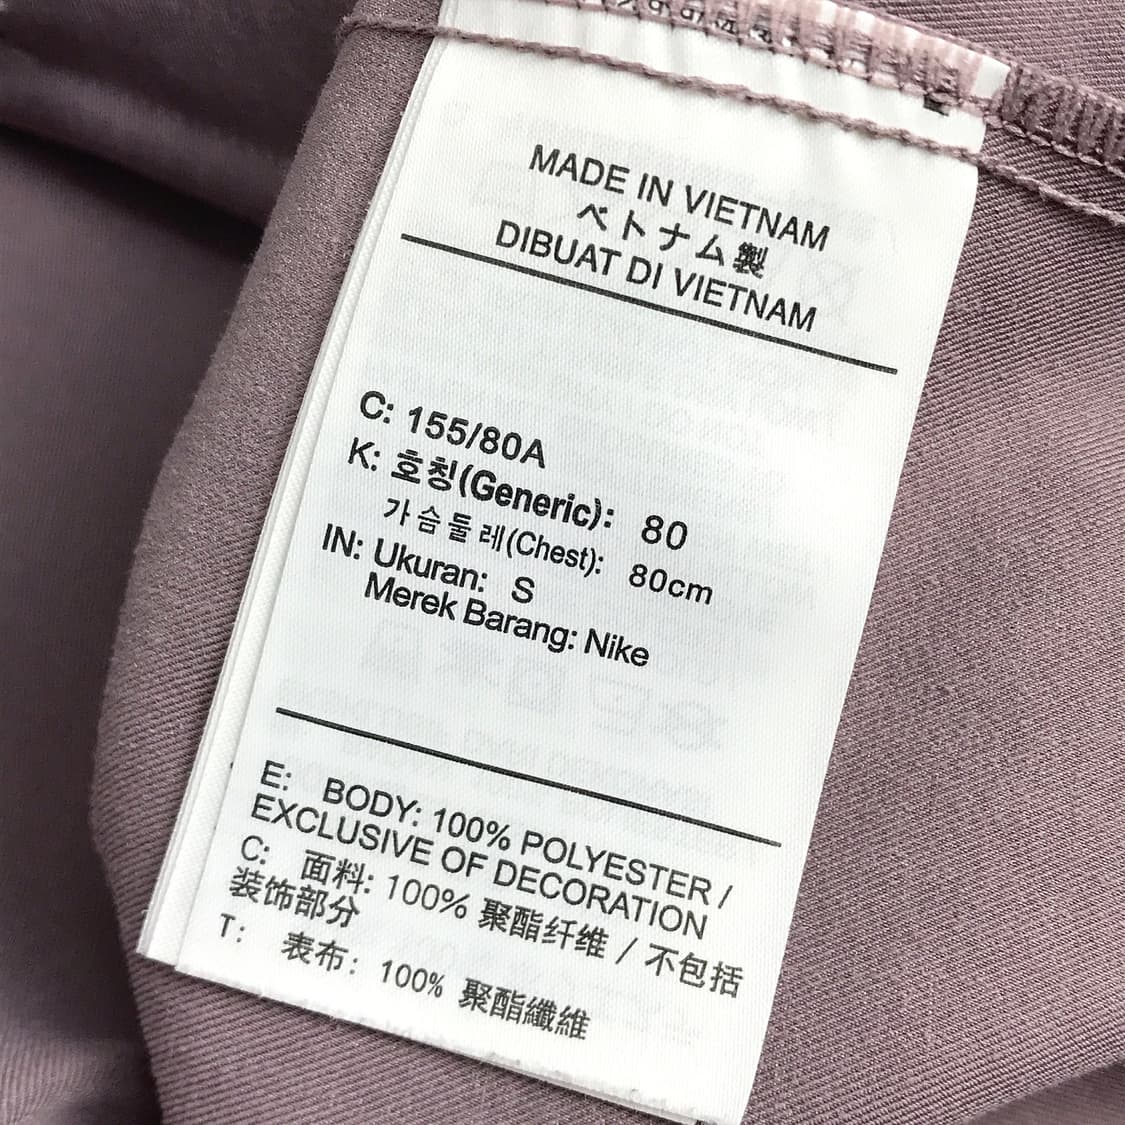 MADE IN VIETNAM
ベトナム製
DIBUAT DI VIETNAM
C: 155/80A
K: 호칭(Generic): 80
가슴둘레(Chest): 80cm
IN: Ukuran: S
Merek Barang: Nike
E: BODY: 100% POLYESTER /
EXCLUSIVE OF DECORATION
C: 面料: 100% 聚酯纤维 / 不包括
装饰部分
T: 表布: 100% 聚酯纖維